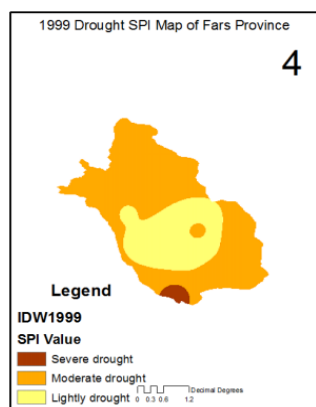 1999 Drought SPI Map of Fars Province
4
Legend
IDW1999
SPI Value
Severe drought
Moderate drought
Lightly drought
Decimal Degrees
0 0.3 0.6 1.2